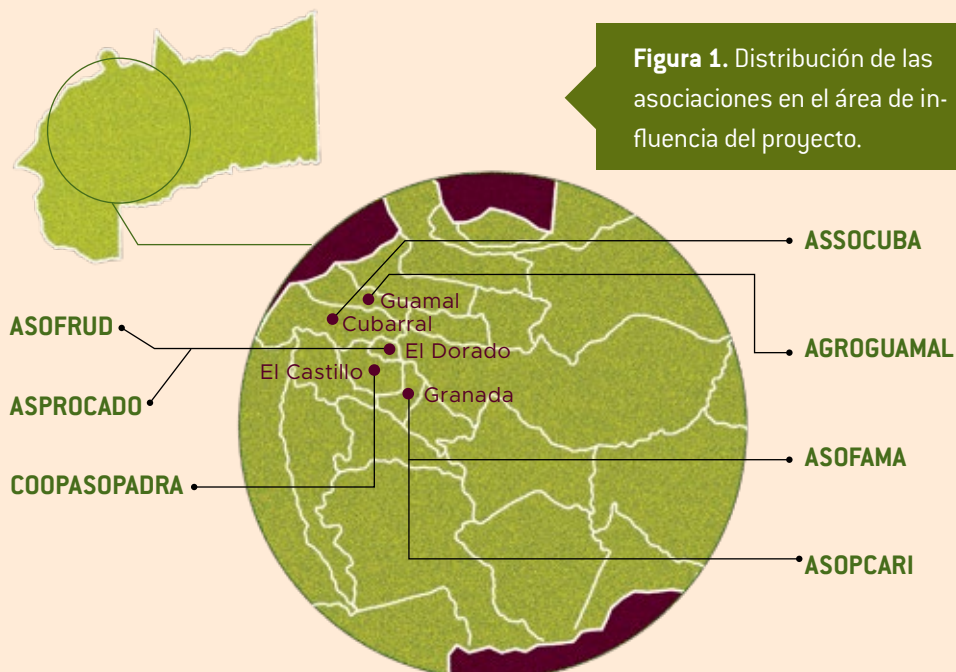 Figura 1. Distribución de las
asociaciones en el área de in-
fluencia del proyecto.
ASSOCUBA
Guamal
Cubarral
ASOFRUD
El Dorado
AGROGUAMAL
El Castillo
Granada
ASPROCADO
ASOFAMA
COOPASOPADRA
ASOPCARI